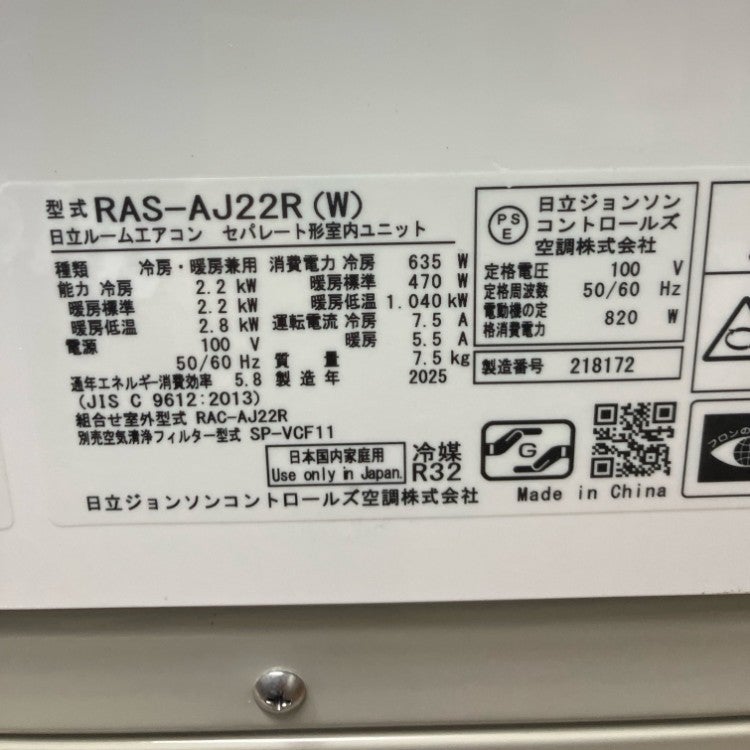 型式 RAS-AJ22R(W)
日立ルームエアコン セパレート形室内ユニット
種類 冷房・暖房兼用
能力 冷房 2.2 kW
暖房標準 2.2 kW
暖房低温 2.8 kW
電源 100 V
50/60 Hz
通年エネルギー消費効率 5.8
(JIS C 9612:2013)
組合せ室外型式 RAC-AJ22R
別売空気清浄フィルター型式 SP-VCF11
消費電力 冷房 635 W
暖房標準 470 W
暖房低温 1.040 kW
運転電流 冷房 7.5 A
暖房 5.5 A
質量 7.5 kg
製造年 2025
日本国内家庭用
Use only in Japan.
冷媒
R32
日立ジョンソンコントロールズ空調株式会社
PS
E
日立ジョンソン
コントロールズ
空調株式会社
定格電圧 100 V
定格周波数 50/60 Hz
電動機の定
格消費電力 820 W
製造番号 218172
G
Made in China
フロンの